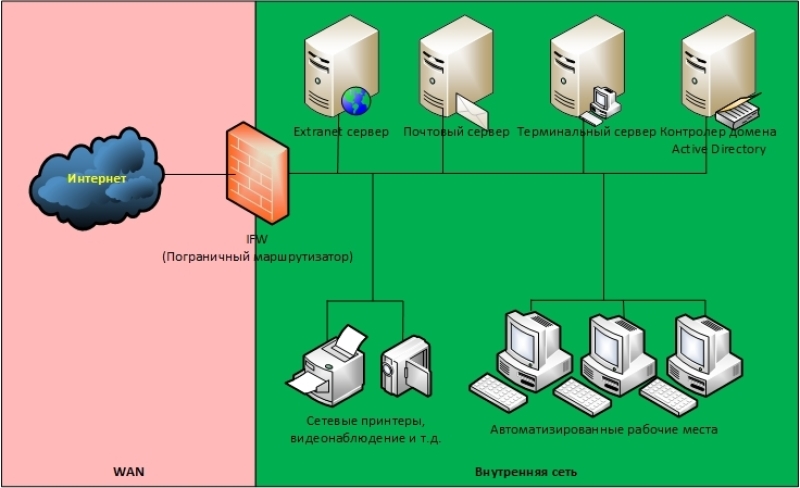 Extranet сервер
Почтовый сервер
Терминальный сервер
Контролер домена
Active Directory
Интернет
IFW
(Пограничный маршрутизатор)
Сетевые принтеры,
видеонаблюдение и т.д.
Автоматизированные рабочие места
WAN
Внутренняя сеть